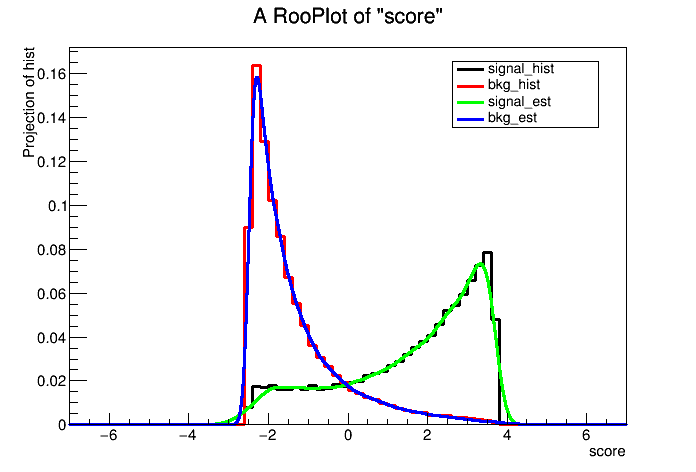 A RooPlot of "score"
Projection of hist
0.16
0.14
0.12
0.1
0.08
0.06
0.04
0.02
0
signal_hist
bkg_hist
signal_est
bkg_est
−6 −4 −2 0 2 4 6
score